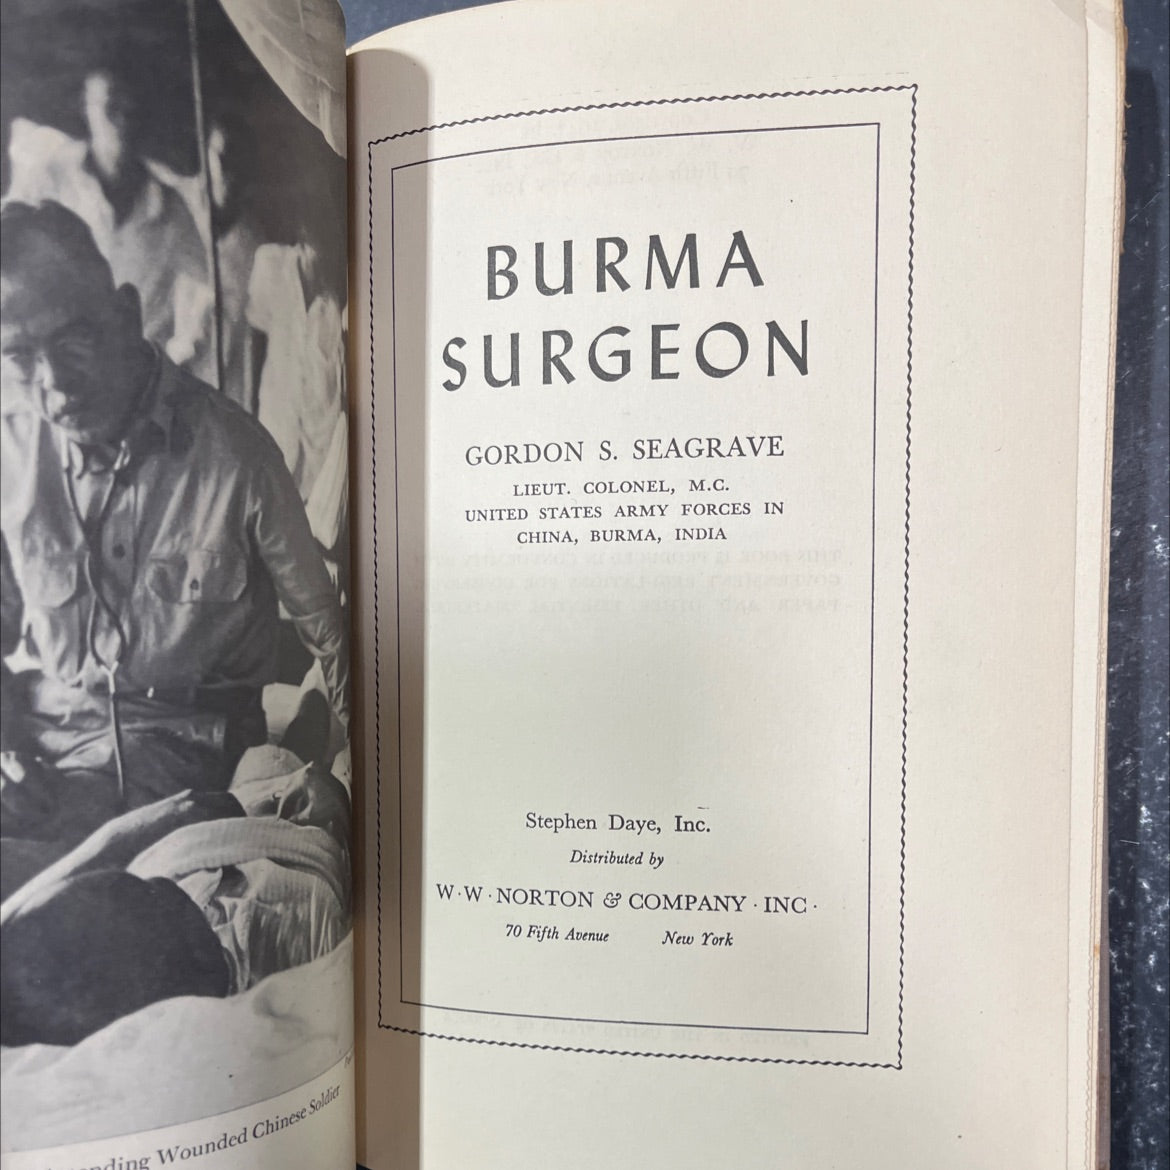 BURMA
SURGEON
GORDON S. SEAGRAVE
LIEUT. COLONEL, M.C.
UNITED STATES ARMY FORCES IN
CHINA, BURMA, INDIA
Stephen Daye, Inc.
Distributed by
W·W·NORTON & COMPANY·INC·
70 Fifth Avenue New York
Wounded Chinese Soldier